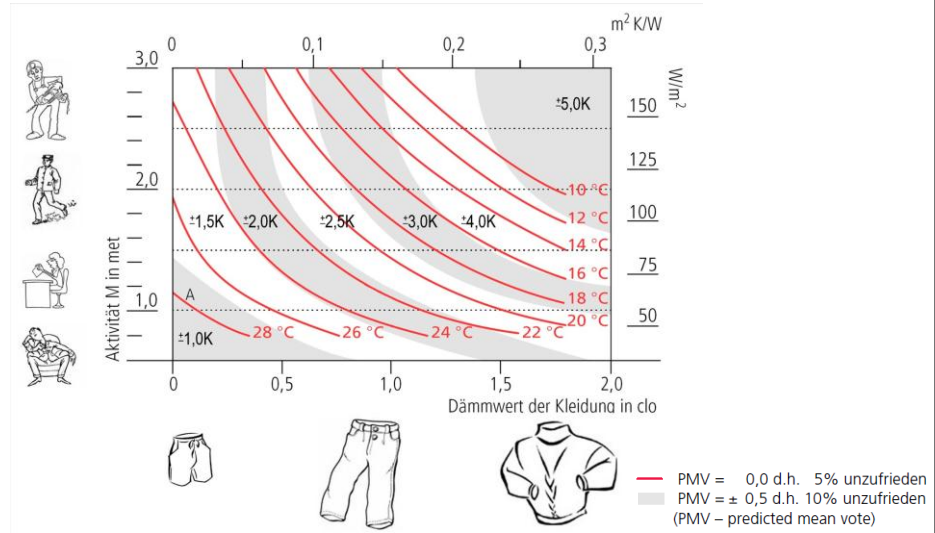 m² K/W
0 0,1 0,2 0,3
3,0
W/m²
±5,0K
150
125
2,0
10 °C
±1,5K ±2,0K ±2,5K ±3,0K ±4,0K
12 °C
100
14 °C
Aktivität M in met
16 °C
75
A
18 °C
1,0
20 °C
50
±1,0K
28 °C 26 °C 24 °C 22 °C
0 0,5 1,0 1,5 2,0
Dämmwert der Kleidung in clo
PMV = 0,0 d.h. 5% unzufrieden
PMV = ± 0,5 d.h. 10% unzufrieden
(PMV – predicted mean vote)